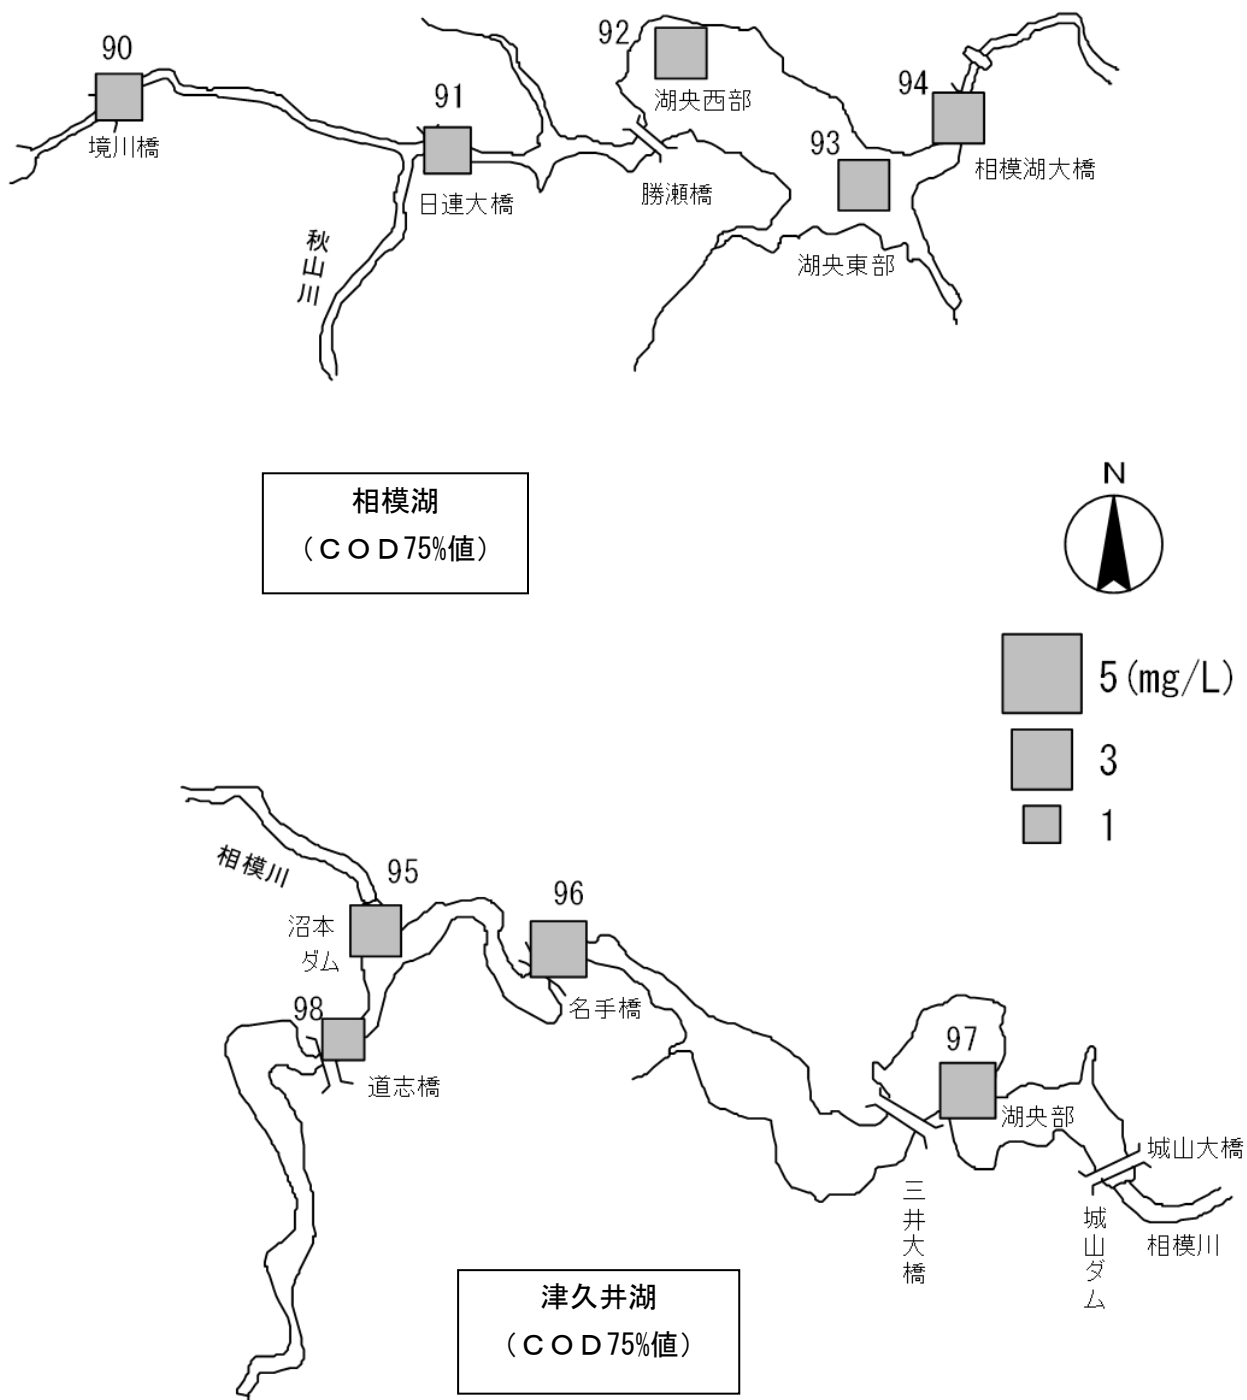 90
境川橋
91
日連大橋
秋山川
92
湖央西部
勝瀬橋
93
湖央東部
94
相模湖大橋
相模湖
(ＣＯＤ75%値)
N
5(mg/L)
3
1
相模川
95
沼本
ダム
96
名手橋
98
道志橋
97
湖央部
三井大橋
城山大橋
城山ダム
相模川
津久井湖
(ＣＯＤ75%値)